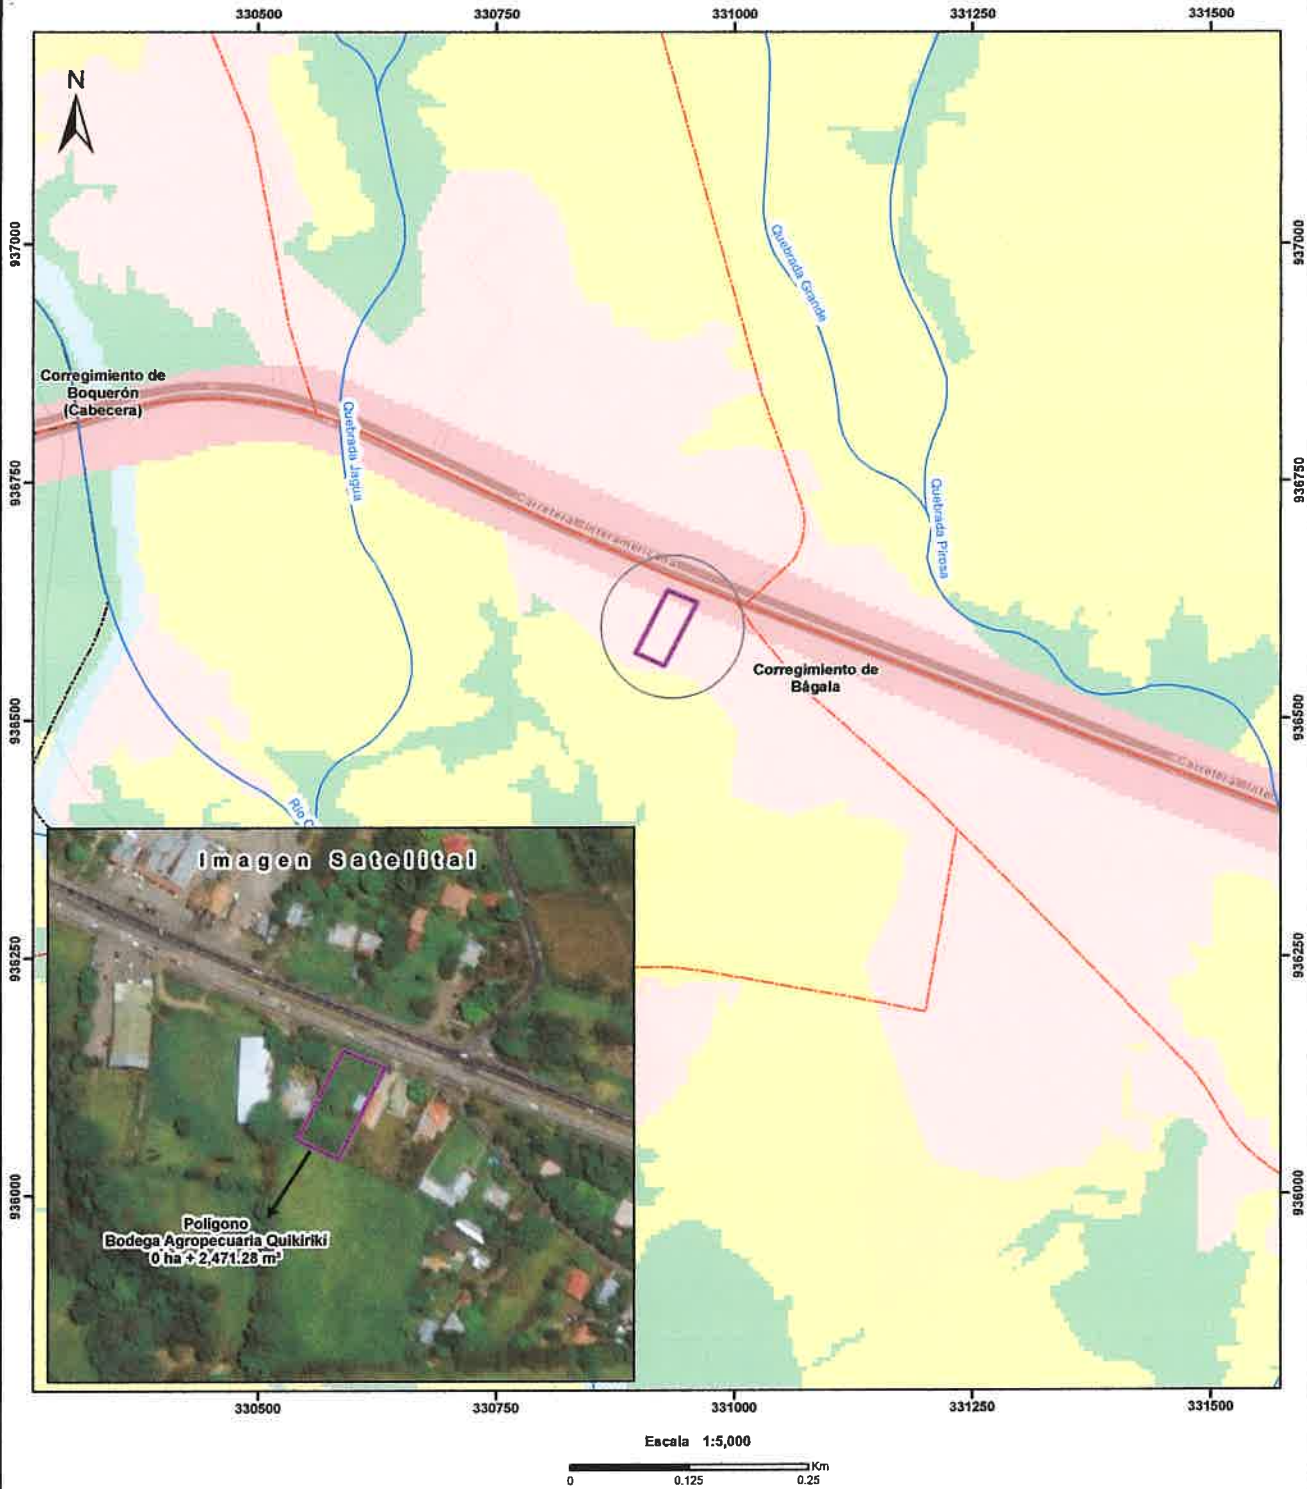 330500 330750 331000 331250 331500
N
937000
937000
Quebrada Grande
Corregimiento de
Boquerón
(Cabecera)
Quebrada Jagua
936750
936750
Quebrada Pirosa
Corregimiento de
Bágala
936500
936500
Río
Imagen Satelital
936250
936250
936000
936000
Polígono
Bodega Agropecuaria Quikiriki
0 ha + 2,471.28 m²
330500 330750 331000 331250 331500
Escala 1:5,000
Km
0 0.125 0.25